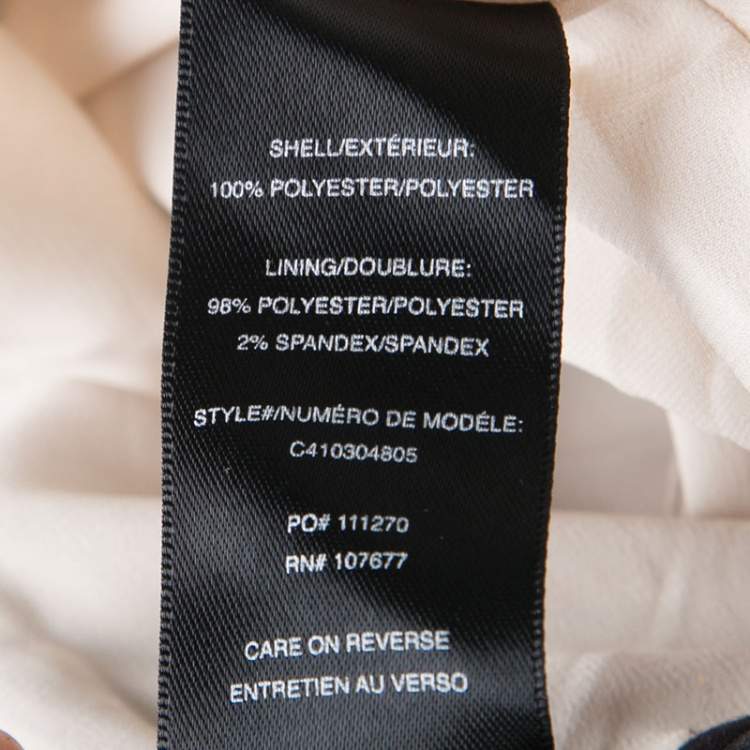 SHELL/EXTÉRIEUR:
100% POLYESTER/POLYESTER
LINING/DOUBLURE:
98% POLYESTER/POLYESTER
2% SPANDEX/SPANDEX
STYLE#/NUMÉRO DE MODÉLE:
C410304805
PO# 111270
RN# 107677
CARE ON REVERSE
ENTRETIEN AU VERSO